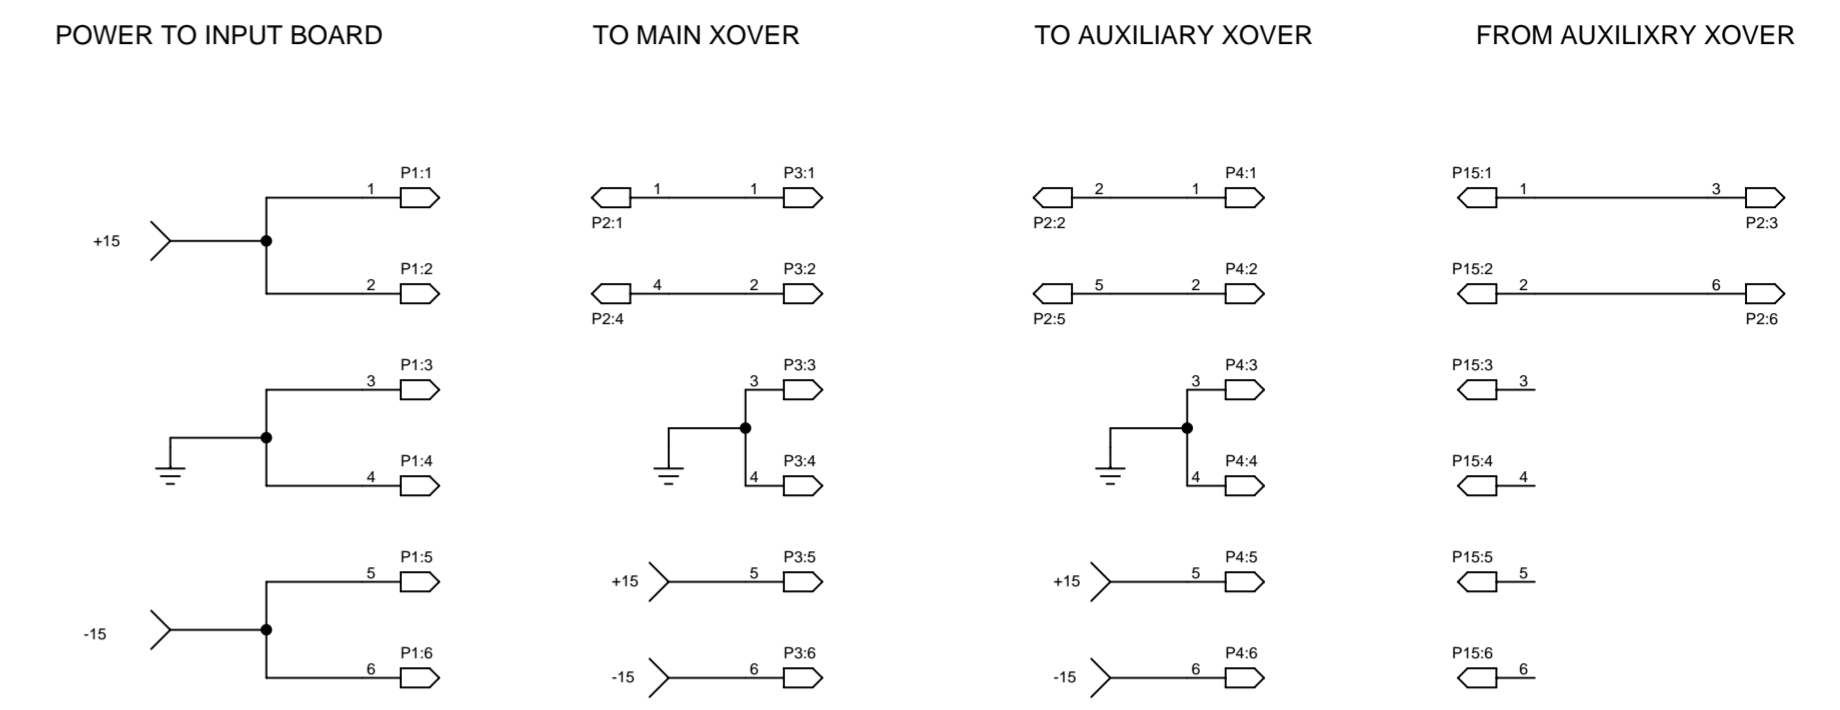 POWER TO INPUT BOARD
TO MAIN XOVER
TO AUXILIARY XOVER
FROM AUXILIXRY XOVER
+15
1
P1:1
2
P1:2
3
P1:3
4
P1:4
-15
5
P1:5
6
P1:6
1
P2:1
1
P3:1
4
P2:4
2
P3:2
3
P3:3
4
P3:4
+15
5
P3:5
-15
6
P3:6
2
P2:2
1
P4:1
5
P2:5
2
P4:2
3
P4:3
4
P4:4
+15
5
P4:5
-15
6
P4:6
P15:1
1
3
P2:3
P15:2
2
6
P2:6
P15:3
3
P15:4
4
P15:5
5
P15:6
6